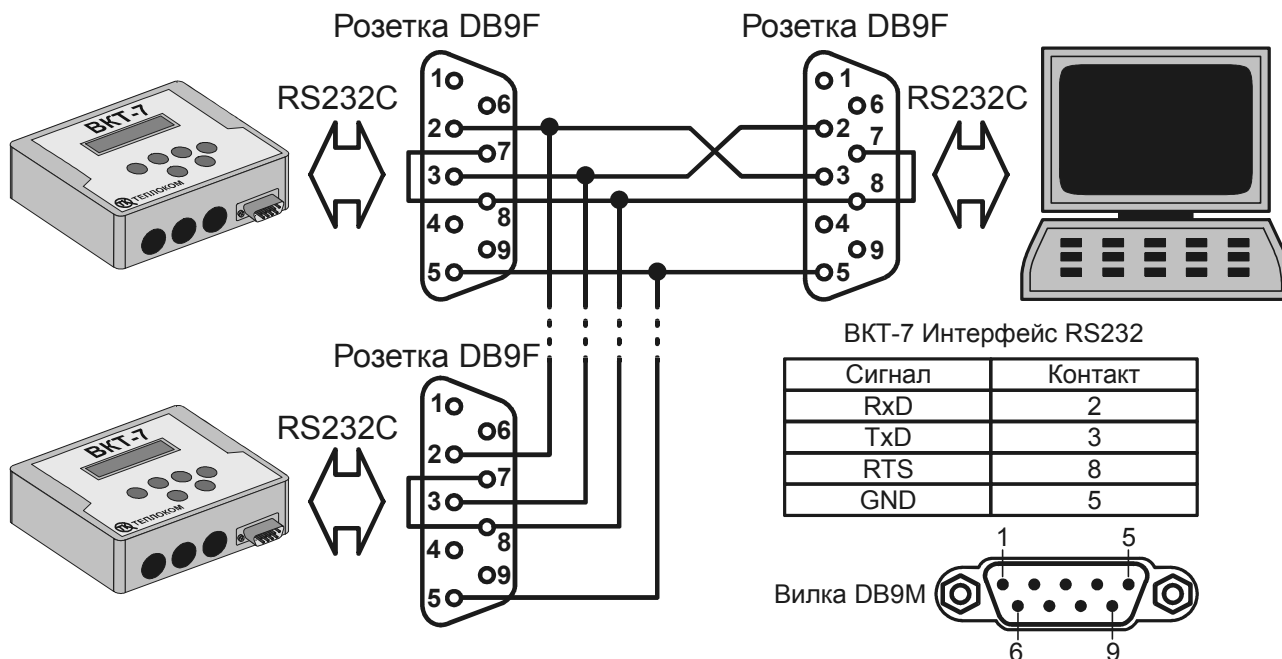 Розетка DB9F
Розетка DB9F
ВКТ-7
ТЕПЛОКОМ
RS232C
1
6
2
7
3
8
4
9
5
1
6
2
7
3
8
4
9
5
RS232C
Розетка DB9F
ВКТ-7
ТЕПЛОКОМ
RS232C
1
6
2
7
3
8
4
9
5
ВКТ-7 Интерфейс RS232
Сигнал Контакт
RxD 2
TxD 3
RTS 8
GND 5
1 5
Вилка DB9M
6 9